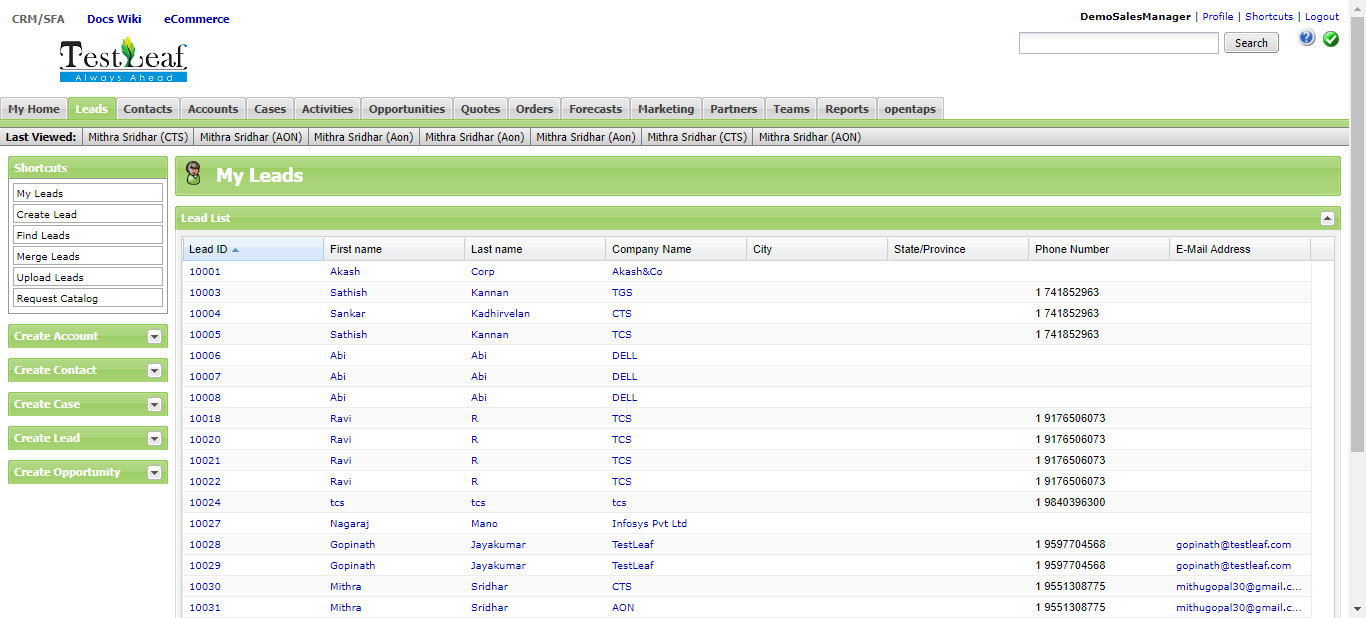 CRM/SFA Docs Wiki eCommerce
DemoSalesManager | Profile | Shortcuts | Logout
TestLeaf
Always Ahead
Search
My Home Leads Contacts Accounts Cases Activities Opportunities Quotes Orders Forecasts Marketing Partners Teams Reports opentaps
Last Viewed: Mithra Sridhar (CTS) Mithra Sridhar (AON) Mithra Sridhar (Aon) Mithra Sridhar (Aon) Mithra Sridhar (Aon) Mithra Sridhar (CTS) Mithra Sridhar (AON)
Shortcuts
My Leads
Create Lead
Find Leads
Merge Leads
Upload Leads
Request Catalog
Create Account
Create Contact
Create Case
Create Lead
Create Opportunity
My Leads
Lead List
Lead ID First name Last name Company Name City State/Province Phone Number E-Mail Address
10001 Akash Corp Akash&Co
10003 Sathish Kannan TGS 1 741852963
10004 Sankar Kadhirvelan CTS 1 741852963
10005 Sathish Kannan TCS 1 741852963
10006 Abi Abi DELL
10007 Abi Abi DELL
10008 Abi Abi DELL
10018 Ravi R TCS 1 9176506073
10020 Ravi R TCS 1 9176506073
10021 Ravi R TCS 1 9176506073
10022 Ravi R TCS 1 9176506073
10024 tcs tcs tcs 1 9840396300
10027 Nagaraj Mano Infosys Pvt Ltd
10028 Gopinath Jayakumar TestLeaf 1 9597704568 gopinath@testleaf.com
10029 Gopinath Jayakumar TestLeaf 1 9597704568 gopinath@testleaf.com
10030 Mithra Sridhar CTS 1 9551308775 mithugopal30@gmail.c...
10031 Mithra Sridhar AON 1 9551308775 mithugopal30@gmail.c...